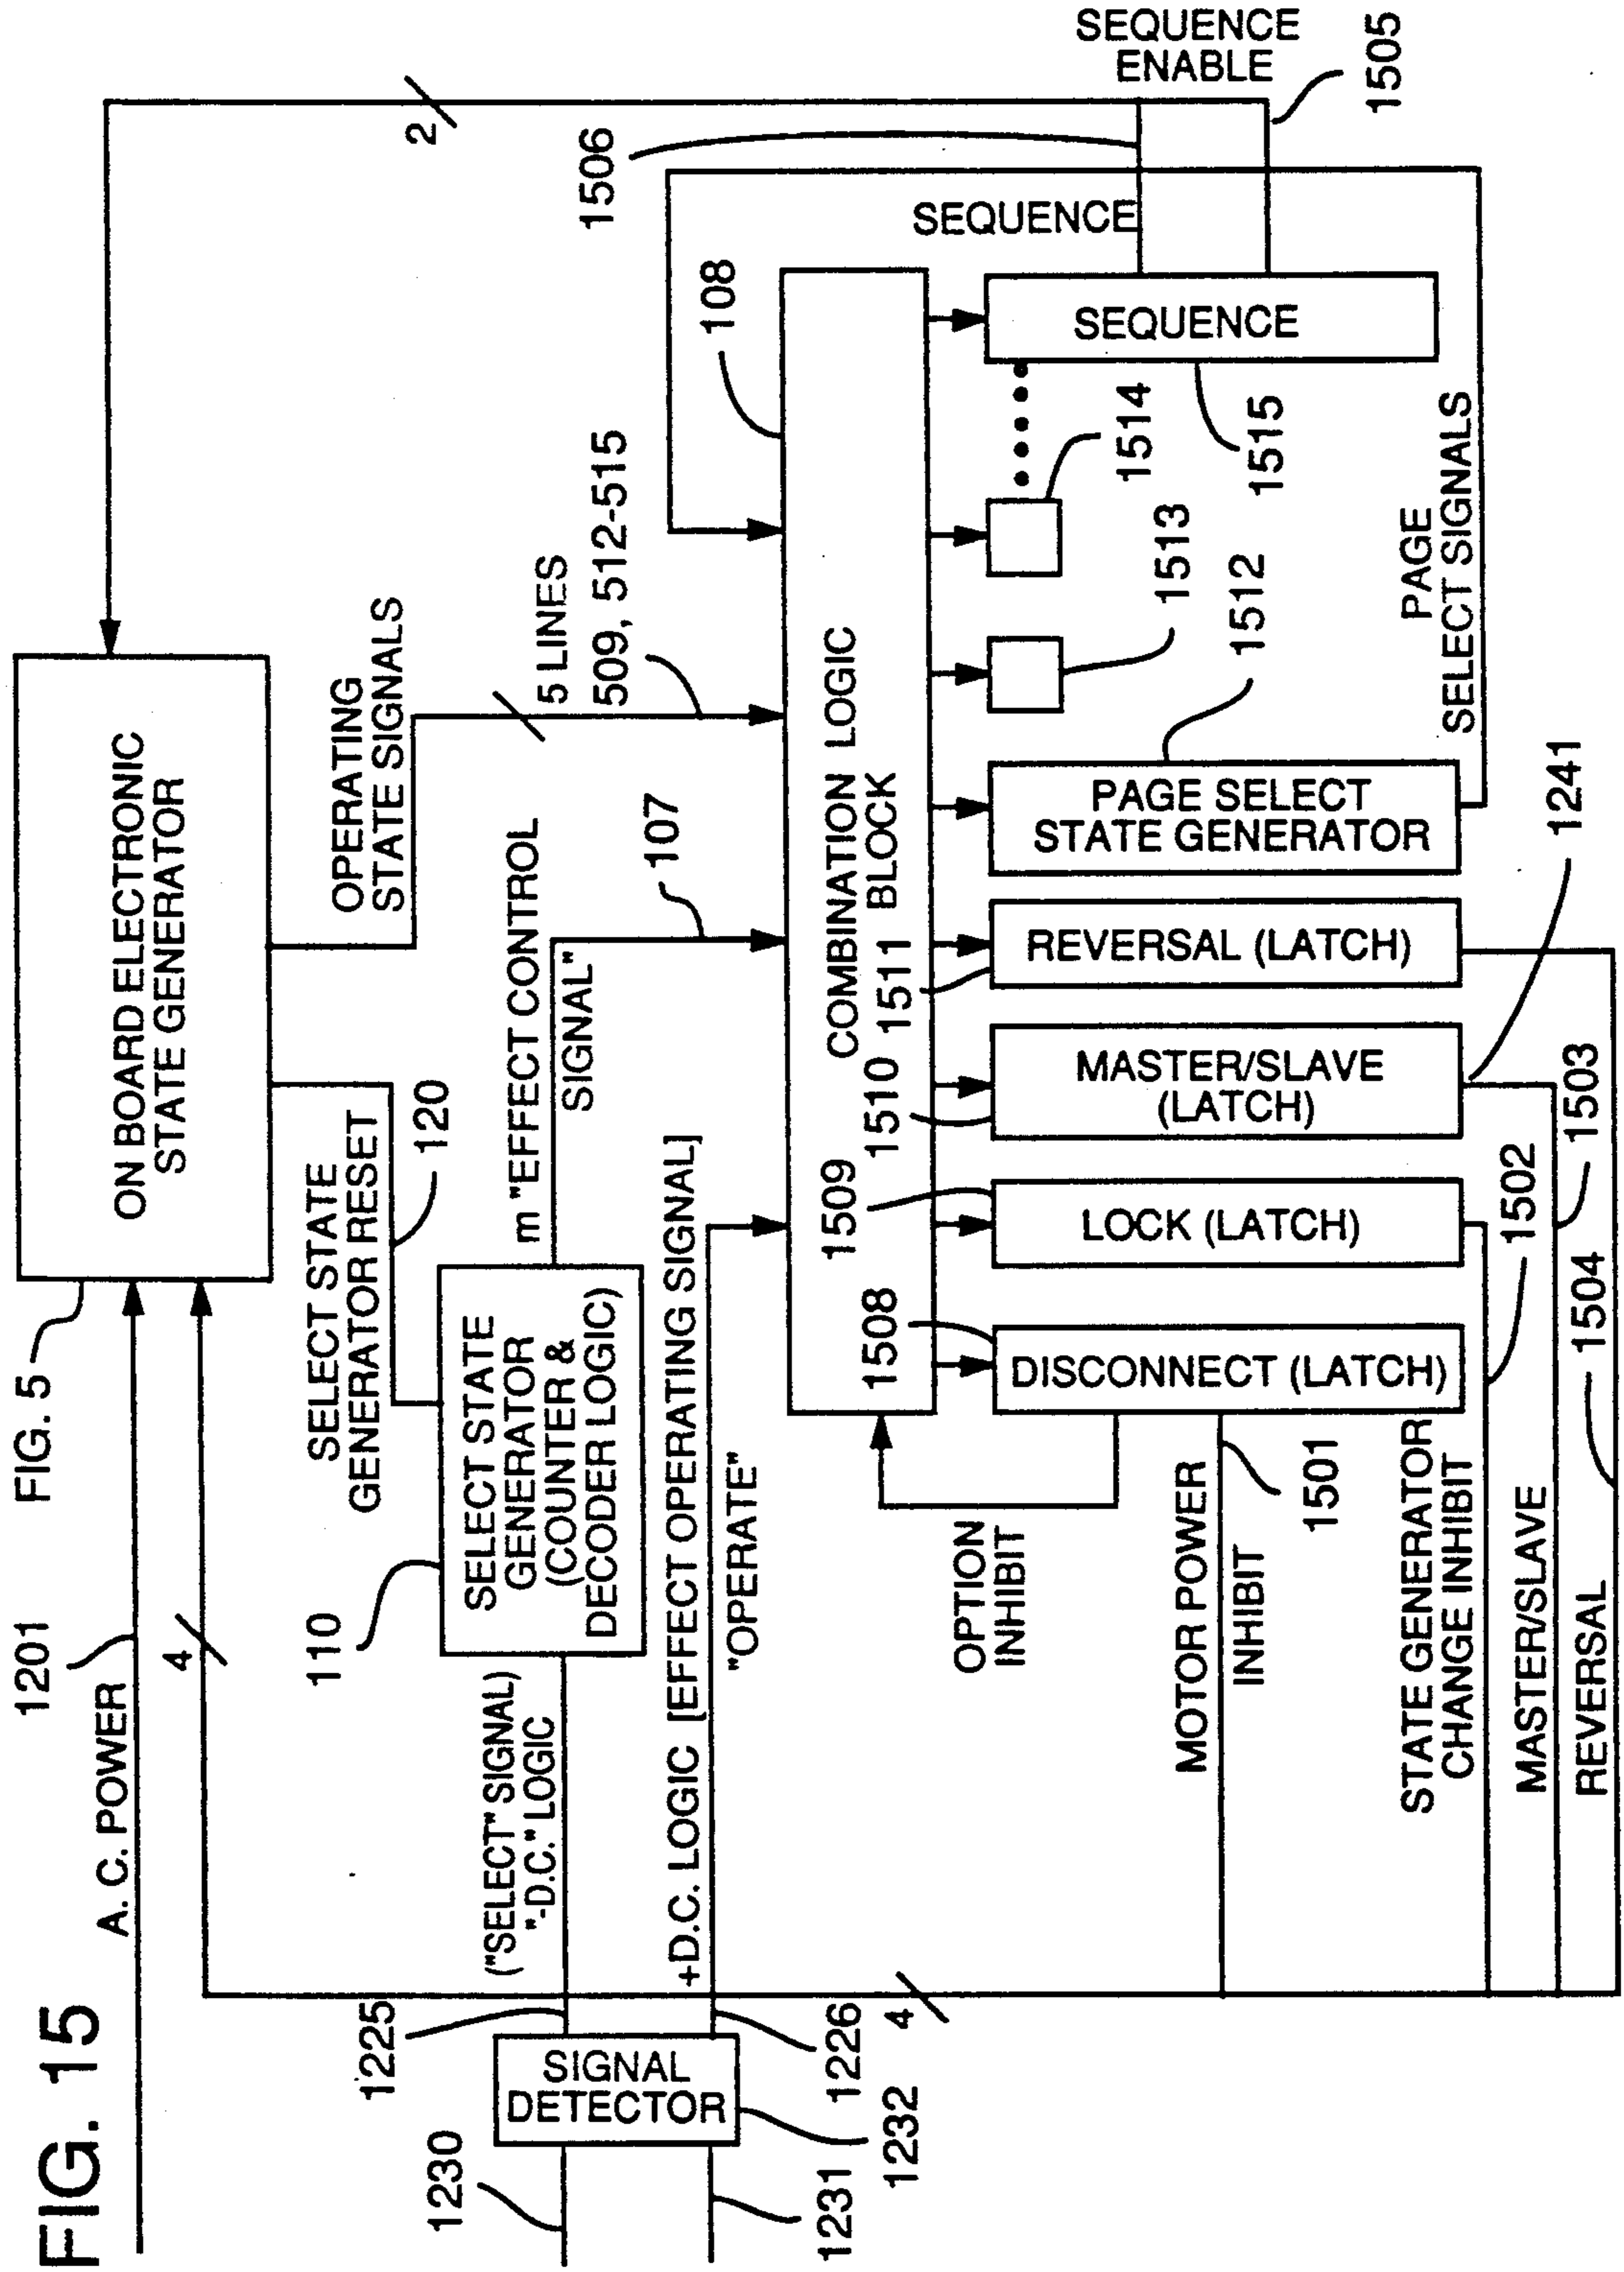 FIG. 15
1201
A. C. POWER
FIG. 5
ON BOARD ELECTRONIC
STATE GENERATOR
2
4
SELECT STATE
GENERATOR RESET
120
OPERATING
STATE SIGNALS
5 LINES
509, 512-515
1506
SEQUENCE
ENABLE
1505
SEQUENCE
110
SELECT STATE
GENERATOR
(COUNTER &
DECODER LOGIC)
m "EFFECT CONTROL
SIGNAL"
107
108
1230
1231
SIGNAL
DETECTOR
1232
1225
1226
("SELECT" SIGNAL)
"-D.C." LOGIC
+D.C. LOGIC [EFFECT OPERATING SIGNAL]
"OPERATE"
4
COMBINATION LOGIC
BLOCK
OPTION
INHIBIT
1508
1509
1510
1511
DISCONNECT (LATCH)
LOCK (LATCH)
MASTER/SLAVE
(LATCH)
REVERSAL (LATCH)
PAGE SELECT
STATE GENERATOR
1512
1513
1514
SEQUENCE
1515
MOTOR POWER
INHIBIT
1501
STATE GENERATOR
CHANGE INHIBIT
1502
MASTER/SLAVE
1503
1241
REVERSAL
1504
PAGE
SELECT SIGNALS